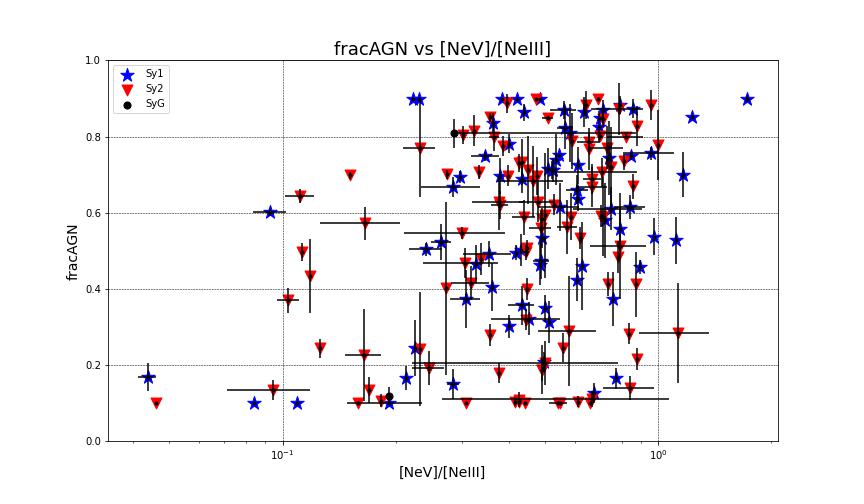 fracAGN vs [NeV]/[NeIII]
1.0
Sy1
Sy2
SyG
0.8
0.6
fracAGN
0.4
0.2
0.0
10⁻¹
10⁰
[NeV]/[NeIII]